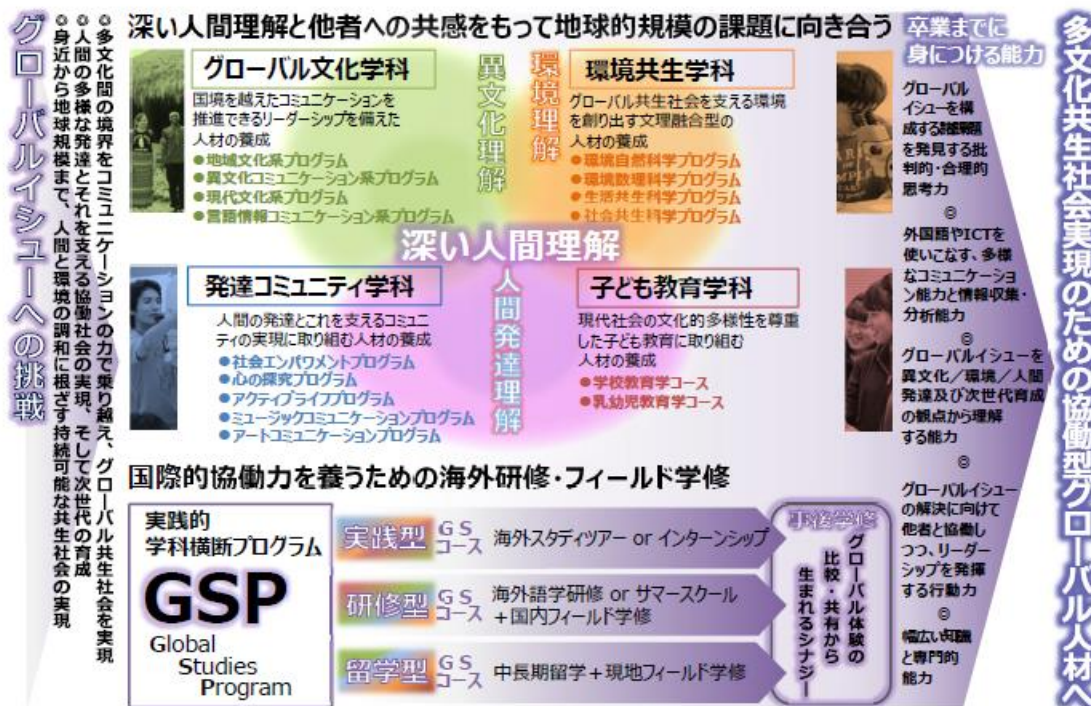 グローバルイシューへの挑戦
◎多文化間の境界をコミュニケーションの力で乗り越え、グローバル共生社会を実現
◎人間の多様な発達とそれを支える協働社会の実現、そして次世代の育成
◎身近から地球規模まで、人間と環境の調和に根ざす持続可能な共生社会の実現
深い人間理解と他者への共感をもって地球的規模の課題に向き合う
グローバル文化学科
国境を越えたコミュニケーションを
推進できるリーダーシップを備えた
人材の養成
●地域文化系プログラム
●異文化コミュニケーション系プログラム
●現代文化系プログラム
●言語情報コミュニケーション系プログラム
異文化理解
環境理解
環境共生学科
グローバル共生社会を支える環境
を創り出す文理融合型の
人材の養成
●環境自然科学プログラム
●環境数理科学プログラム
●生活共生科学プログラム
●社会共生科学プログラム
深い人間理解
発達コミュニティ学科
人間の発達とこれを支えるコミュニ
ティの実現に取り組む人材の養成
●社会エンパワメントプログラム
●心の探究プログラム
●アクティブライフプログラム
●ミュージックコミュニケーションプログラム
●アートコミュニケーションプログラム
人間発達理解
子ども教育学科
現代社会の文化的多様性を尊重
した子ども教育に取り組む
人材の養成
●学校教育学コース
●乳幼児教育学コース
国際的協働力を養うための海外研修・フィールド学修
実践的
学科横断プログラム
GSP
Global
Studies
Program
実践型
GS
コース
海外スタディツアー or インターンシップ
研修型
GS
コース
海外語学研修 or サマースクール
+国内フィールド学修
留学型
GS
コース
中長期留学+現地フィールド学修
事後学修
グローバル体験の
比較・共有から
生まれるシナジー
卒業までに
身につける能力
グローバル
イシューを構
成する
を発見する批
判的・合理的
思考力
◎
外国語やICTを
使いこなす、多様
なコミュニケーショ
ン能力と情報収集・
分析能力
◎
グローバルイシューを
異文化/環境/人間
発達及び次世代育成
の観点から理解
する能力
◎
グローバルイシュー
の解決に向けて
他者と協働し
つつ、リーダー
シップを発揮
する行動力
◎
幅広い知識
と専門的
能力
多文化共生社会実現のための協働型グローバル人材へ